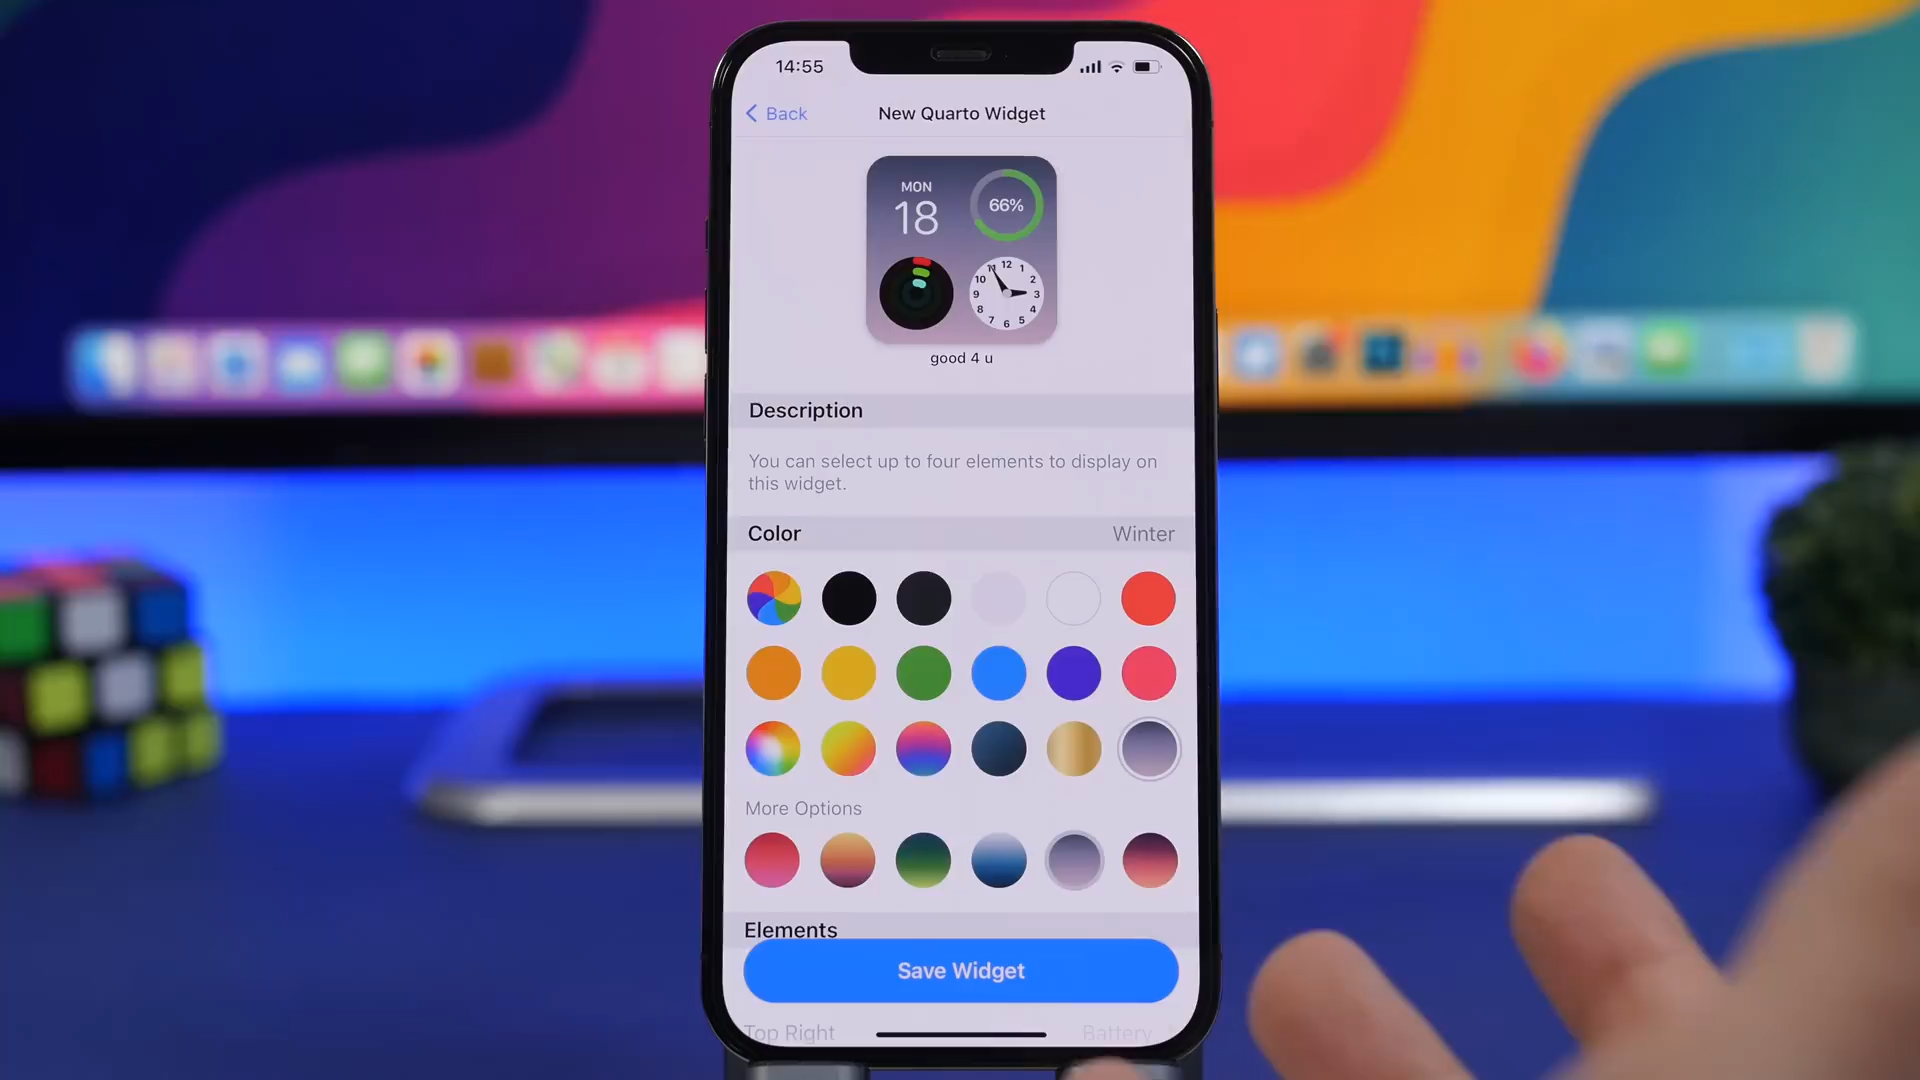 14:55
Back
New Quarto Widget
MON
18
66%
12
1
2
3
4
5
6
7
8
9
10
11
good 4 u
Description
You can select up to four elements to display on
this widget.
Color
Winter
More Options
Elements
Save Widget
Top Right
Battery